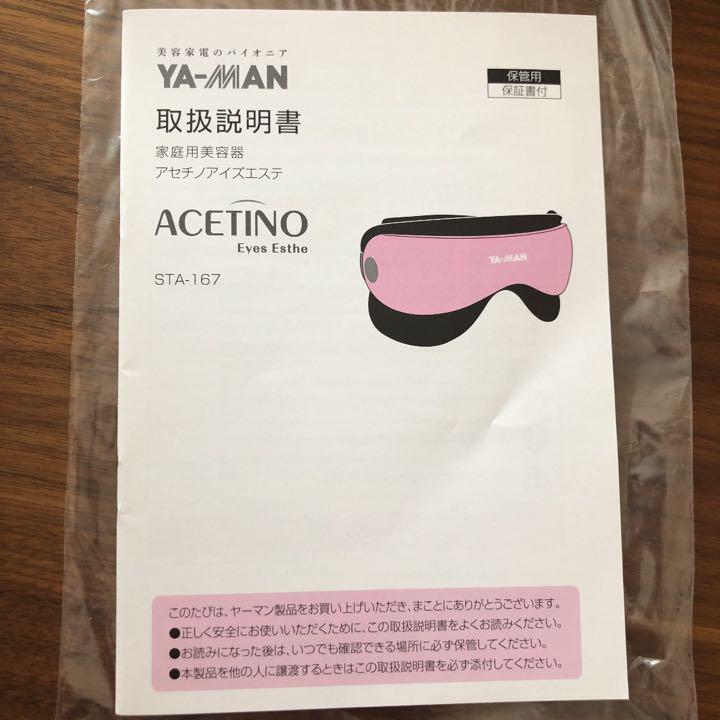 美容家電のパイオニア
YA-MAN
保管用
保証書付
取扱説明書
家庭用美容器
アセチノアイズエステ
ACETINO
Eyes Esthe
STA-167
YA-MAN
このたびは、ヤーマン製品をお買い上げいただき、まことにありがとうございます。
●正しく安全にお使いいただくために、この取扱説明書をよくお読みください。
●お読みになった後は、いつでも確認できる場所に必ず保管してください。
●本製品を他の人に譲渡するときはこの取扱説明書を必ず添付してください。